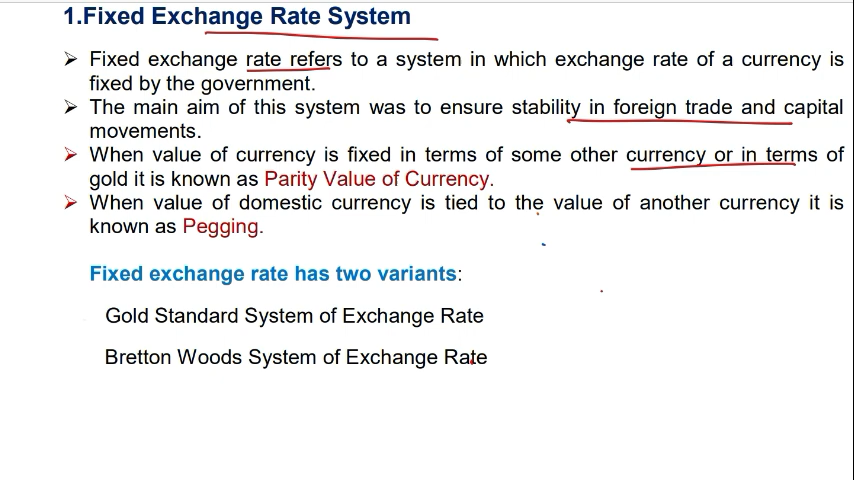 1.Fixed Exchange Rate System
➢ Fixed exchange rate refers to a system in which exchange rate of a currency is
fixed by the government.
➢ The main aim of this system was to ensure stability in foreign trade and capital
movements.
➢ When value of currency is fixed in terms of some other currency or in terms of
gold it is known as Parity Value of Currency.
➢ When value of domestic currency is tied to the value of another currency it is
known as Pegging.
Fixed exchange rate has two variants:
Gold Standard System of Exchange Rate
Bretton Woods System of Exchange Rate